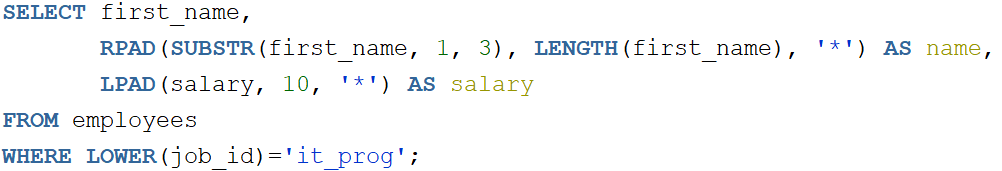 SELECT first_name,
       RPAD(SUBSTR(first_name, 1, 3), LENGTH(first_name), '*') AS name,
       LPAD(salary, 10, '*') AS salary
FROM employees
WHERE LOWER(job_id)='it_prog';